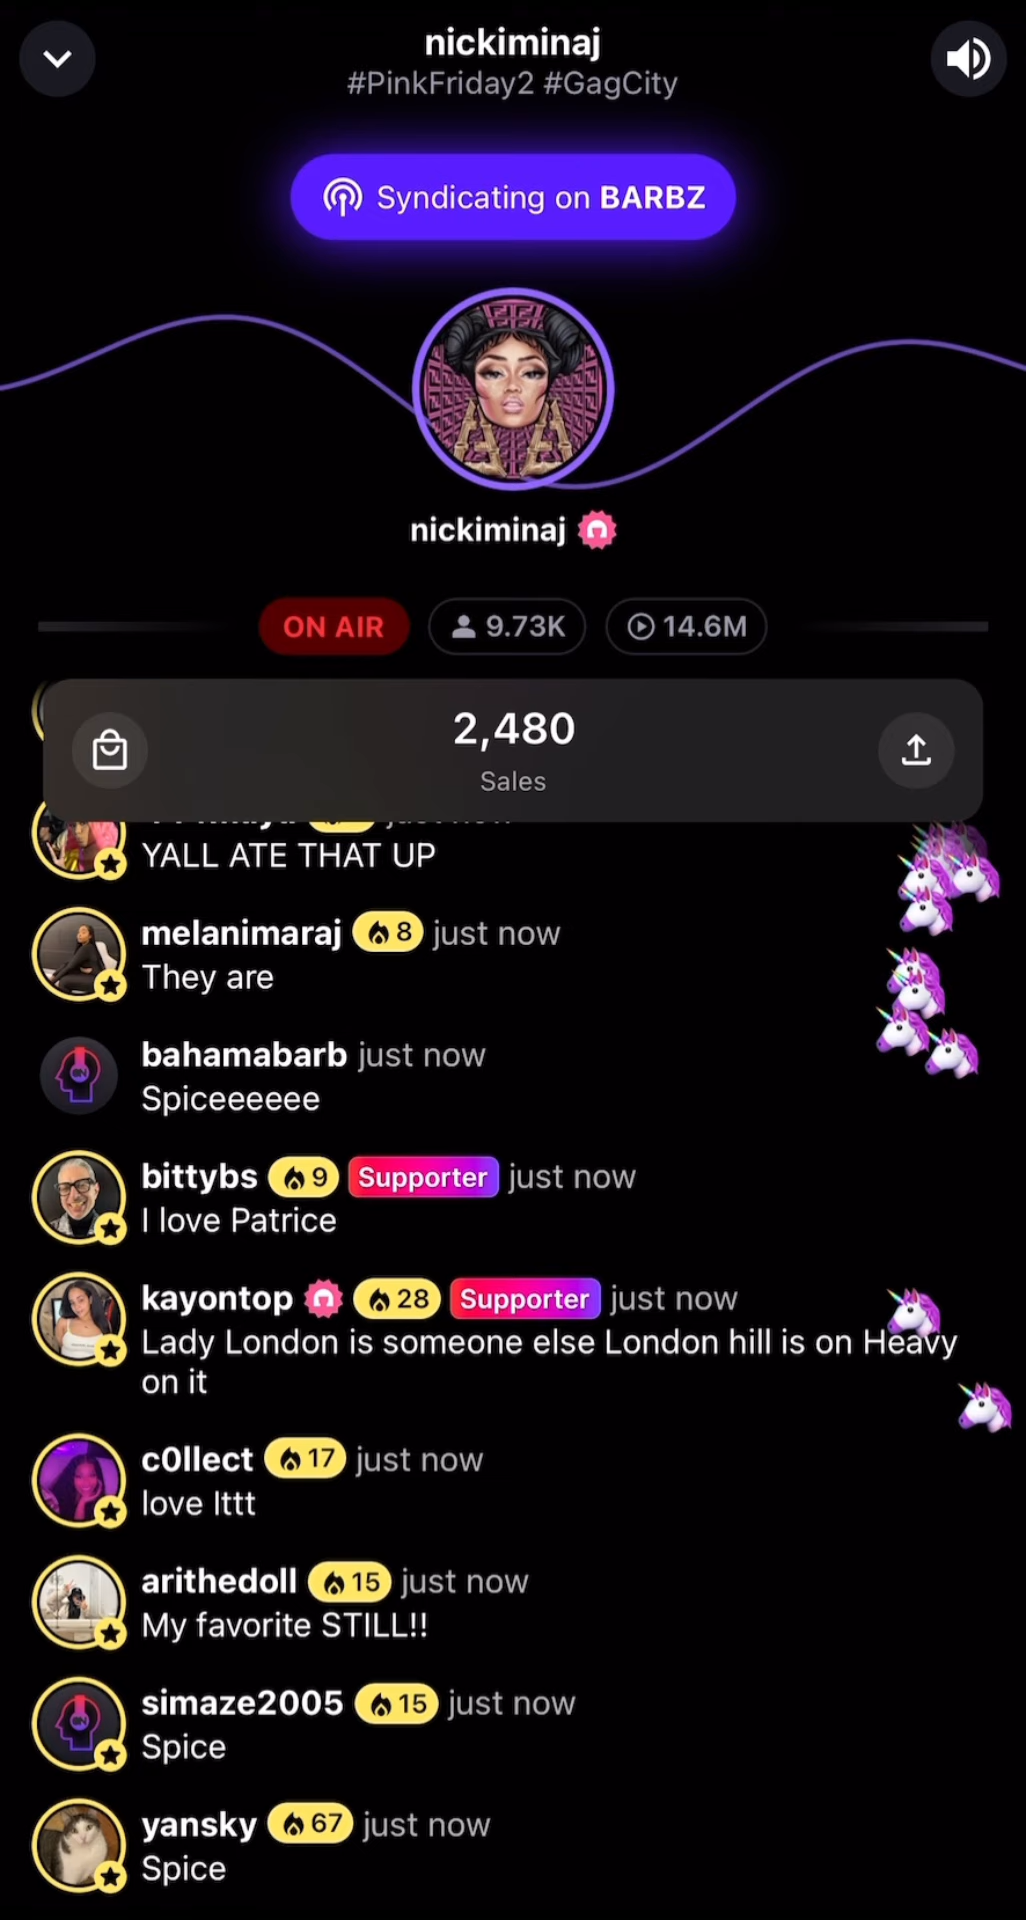 nickiminaj
#PinkFriday2 #GagCity
Syndicating on BARBZ
nickiminaj
ON AIR 9.73K 14.6M
2,480
Sales
just now
YALL ATE THAT UP
melanimaraj 8 just now
They are
bahamabarb just now
Spiceeeeee
bittybs 9 Supporter just now
I love Patrice
kayontop 28 Supporter just now
Lady London is someone else London hill is on Heavy
on it
c0llect 17 just now
love Ittt
arithedoll 15 just now
My favorite STILL!!
simaze2005 15 just now
Spice
yansky 67 just now
Spice